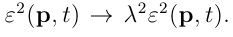 ε²(𝐩, t) → λ²ε²(𝐩, t).